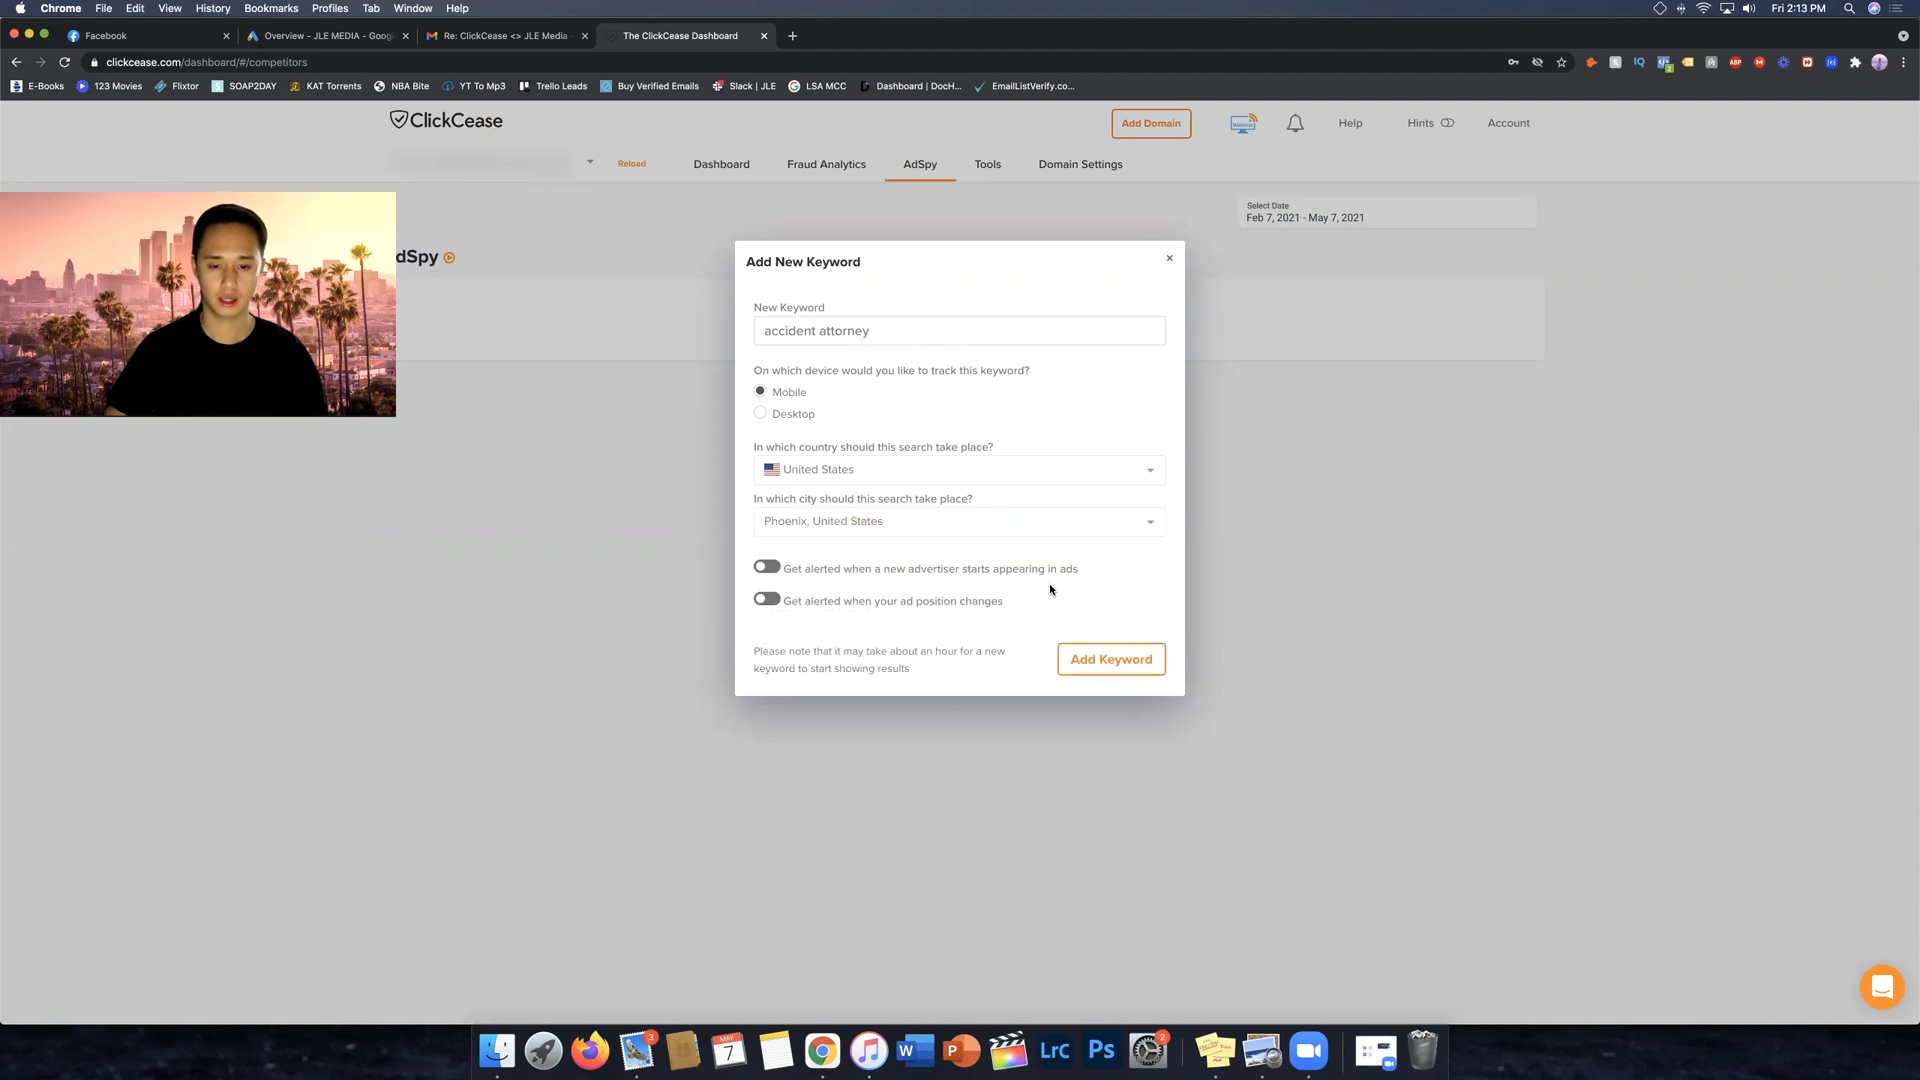 Chrome File Edit View History Bookmarks Profiles Tab Window Help Fri 2:13 PM
Facebook
Overview - JLE MEDIA - Goog
Re: ClickCease <> JLE Media -
The ClickCease Dashboard
clickcease.com/dashboard/#/competitors
E-Books 123 Movies Flixtor SOAP2DAY KAT Torrents NBA Bite YT To Mp3 Trello Leads Buy Verified Emails Slack | JLE LSA MCC Dashboard | DocH... EmailListVerify.co...
ClickCease
Add Domain
Help
Hints
Account
Reload
Dashboard
Fraud Analytics
AdSpy
Tools
Domain Settings
Select Date
Feb 7, 2021 - May 7, 2021
dSpy
Add New Keyword
New Keyword
accident attorney
On which device would you like to track this keyword?
Mobile
Desktop
In which country should this search take place?
United States
In which city should this search take place?
Phoenix, United States
Get alerted when a new advertiser starts appearing in ads
Get alerted when your ad position changes
Please note that it may take about an hour for a new
keyword to start showing results
Add Keyword
3
MAY
7
W
P
LrC
Ps
2